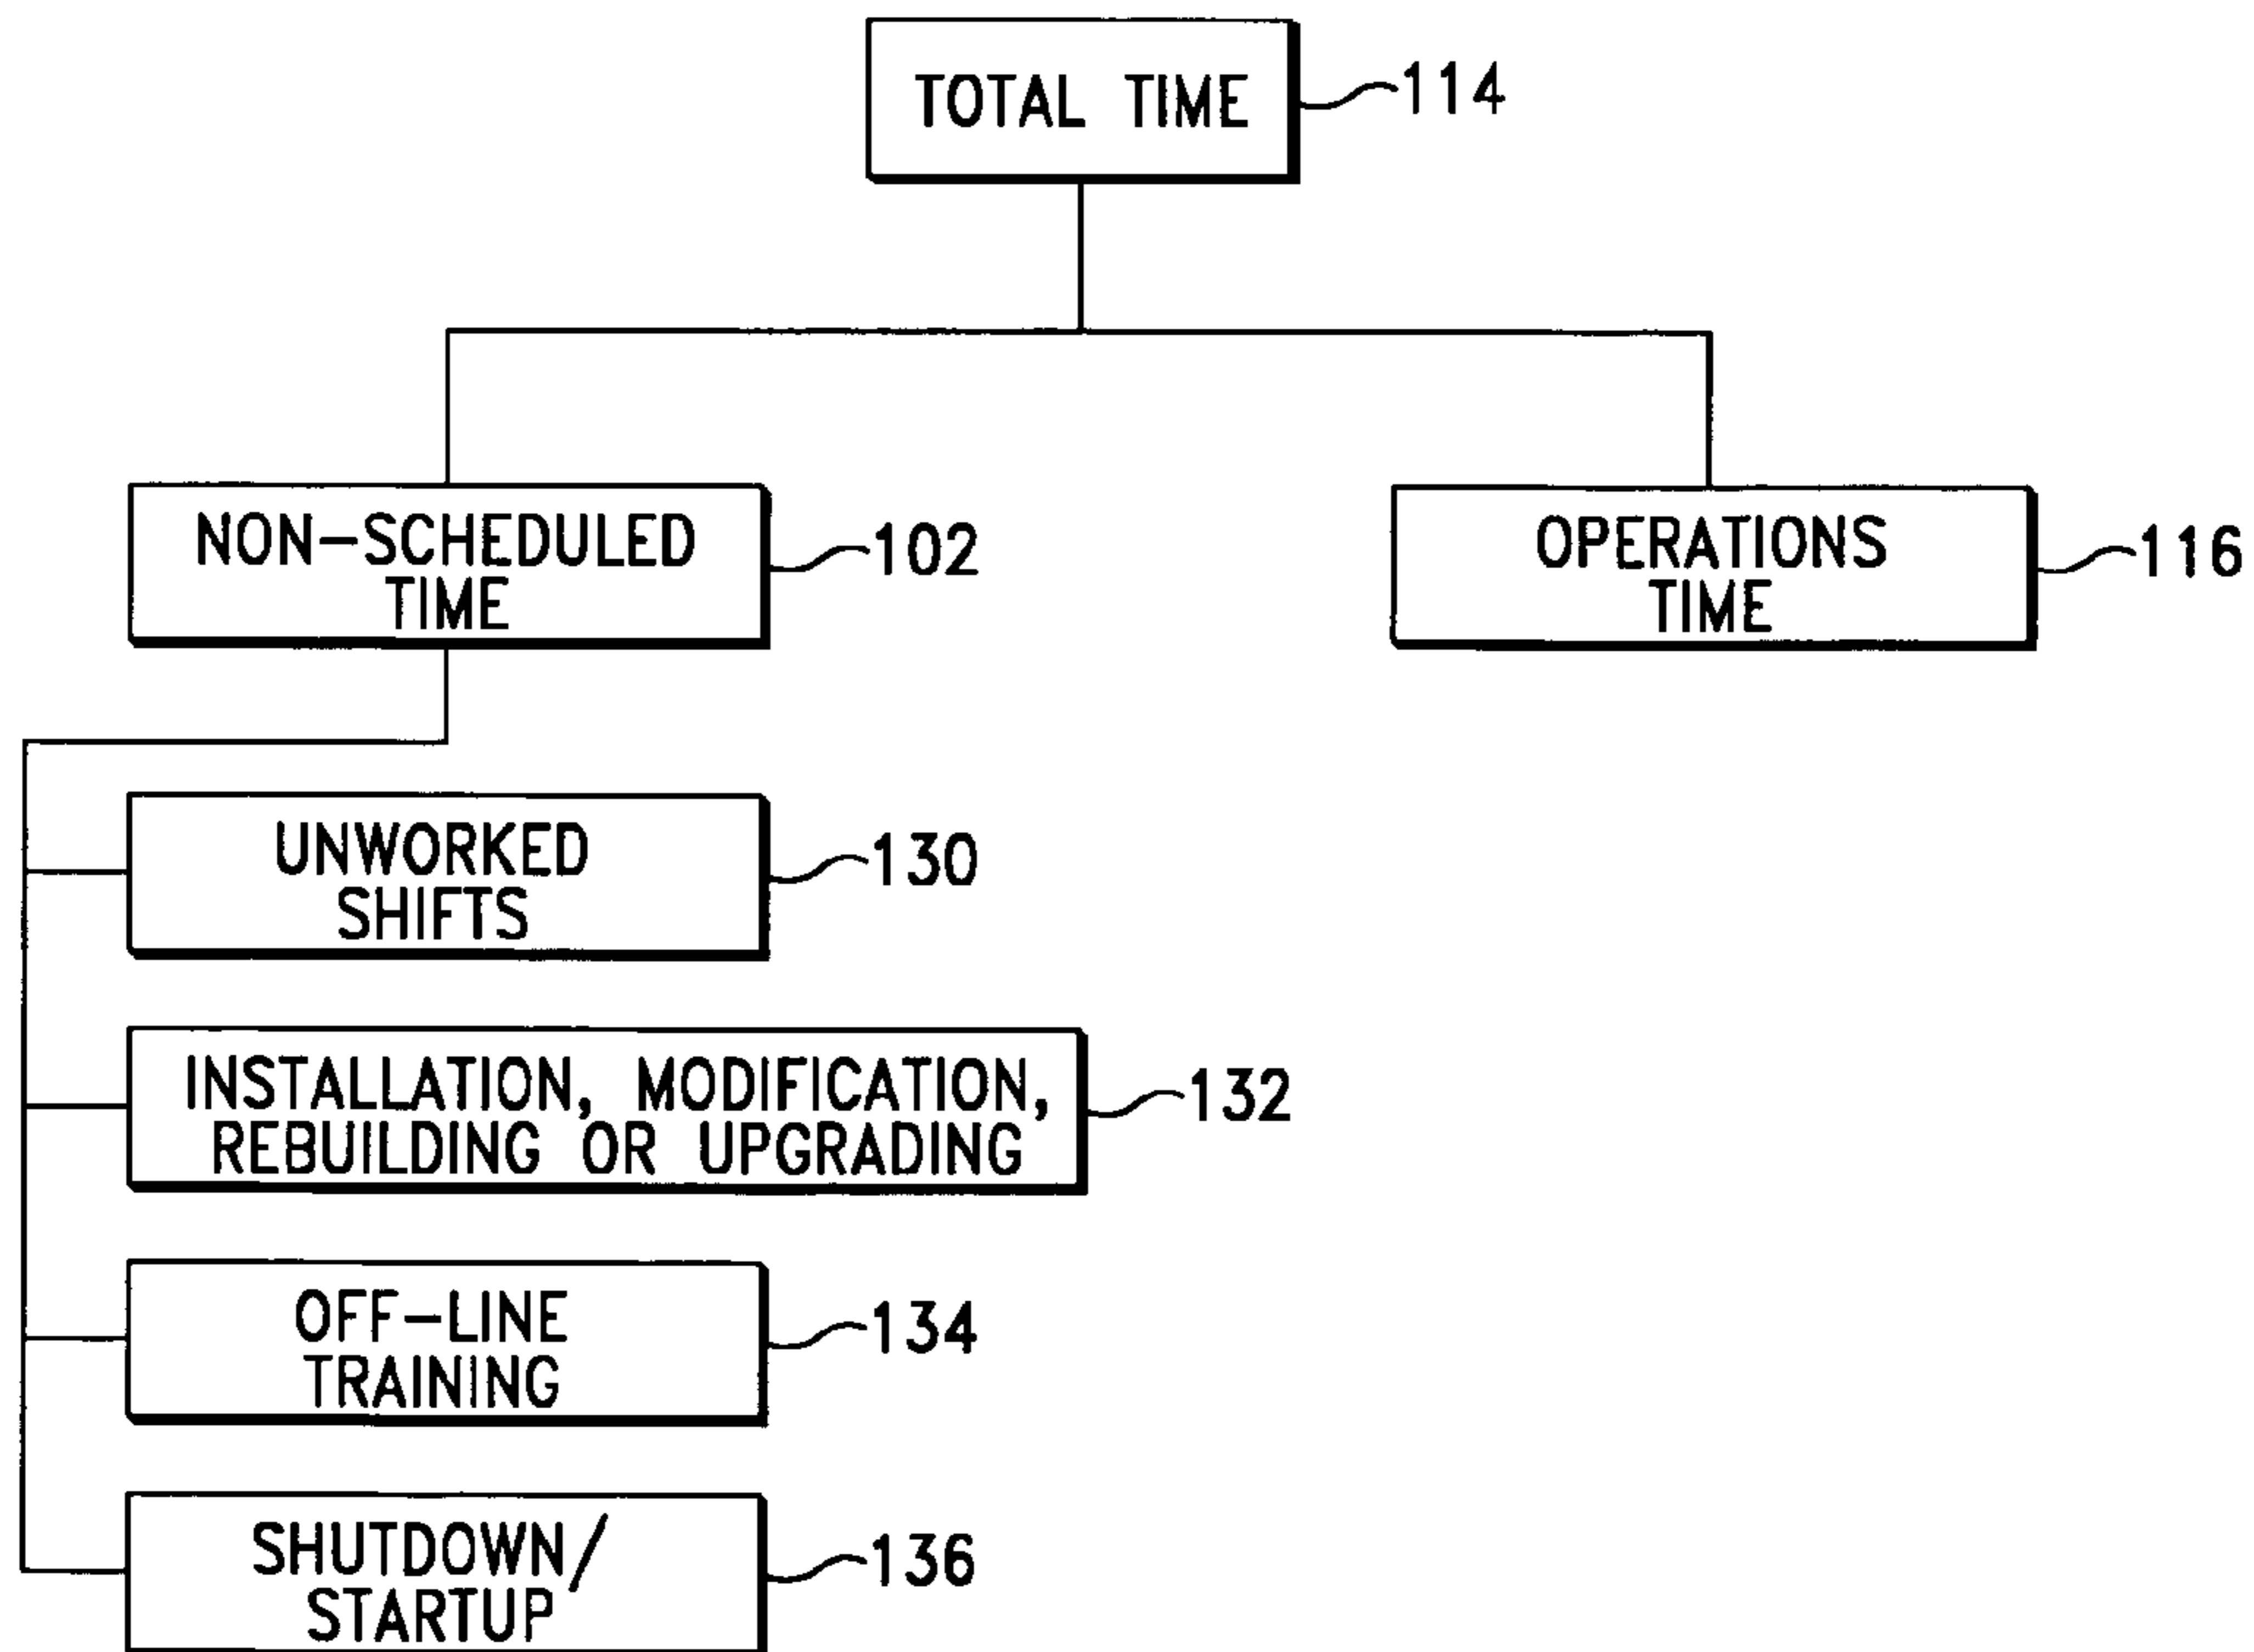 TOTAL TIME
114
NON-SCHEDULED
TIME
102
OPERATIONS
TIME
116
UNWORKED
SHIFTS
130
INSTALLATION, MODIFICATION,
REBUILDING OR UPGRADING
132
OFF-LINE
TRAINING
134
SHUTDOWN/
STARTUP
136